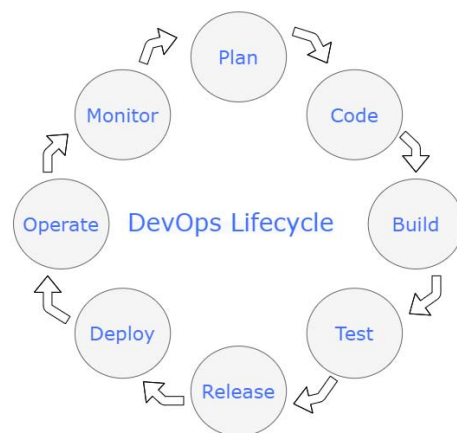 Plan
Code
Build
Test
Release
Deploy
Operate
Monitor
DevOps Lifecycle